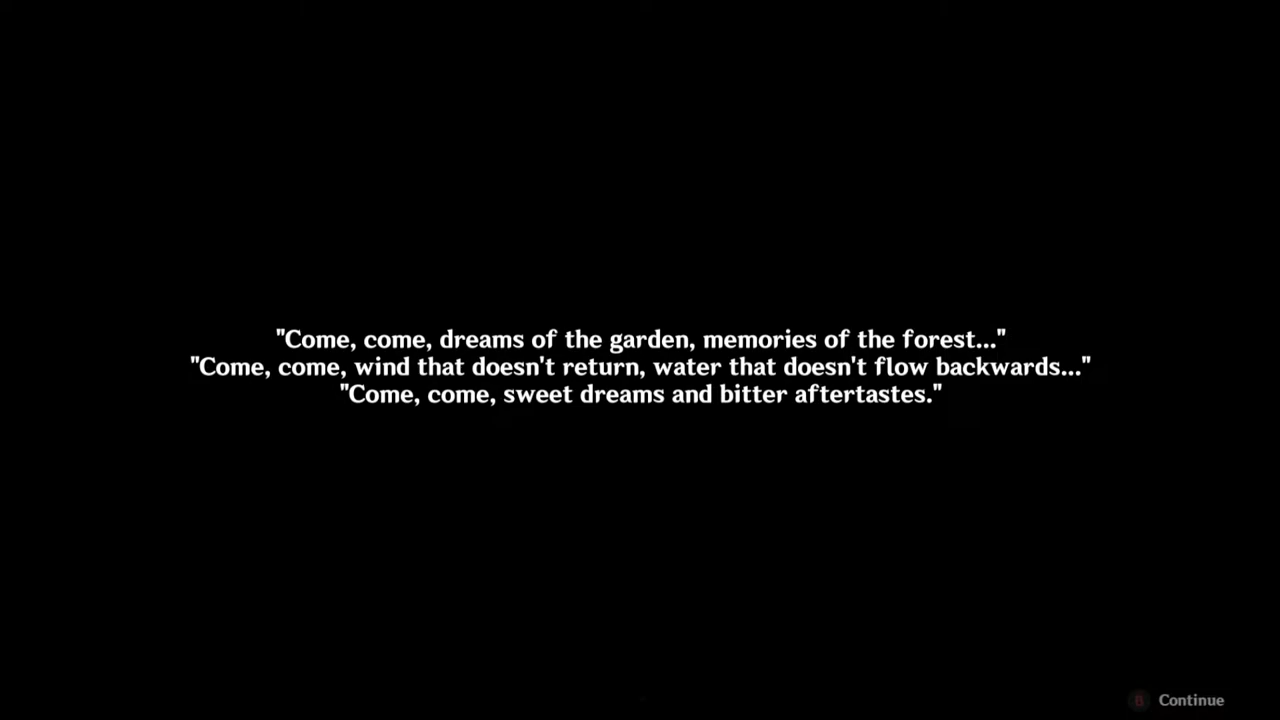 "Come, come, dreams of the garden, memories of the forest..."
"Come, come, wind that doesn't return, water that doesn't flow backwards..."
"Come, come, sweet dreams and bitter aftertastes."
B Continue